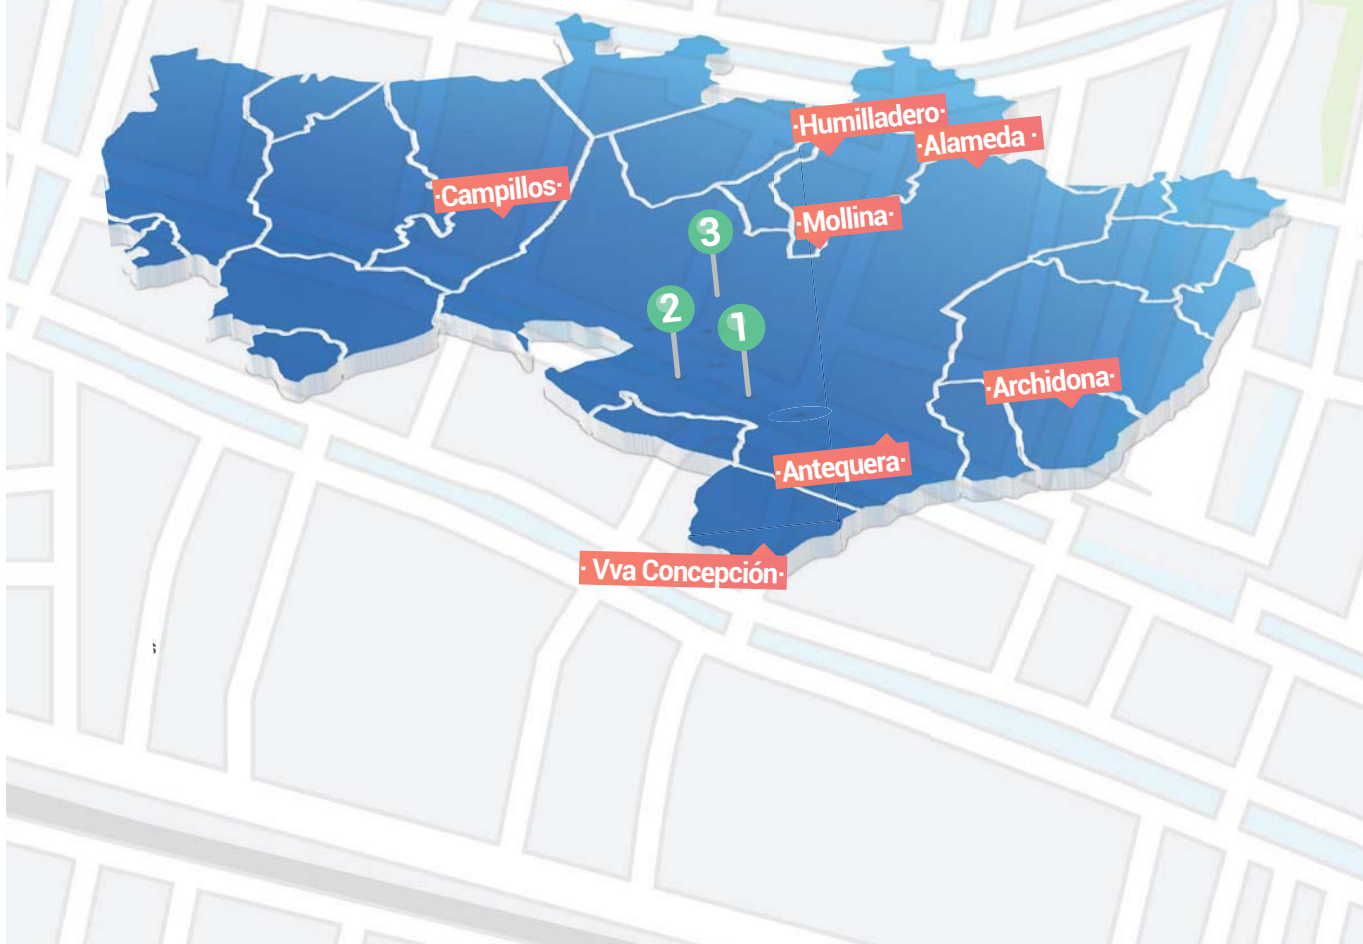 ·Humilladero·
·Alameda ·
·Campillos·
·Mollina·
3
2
1
·Archidona·
·Antequera·
· Vva Concepción·
s